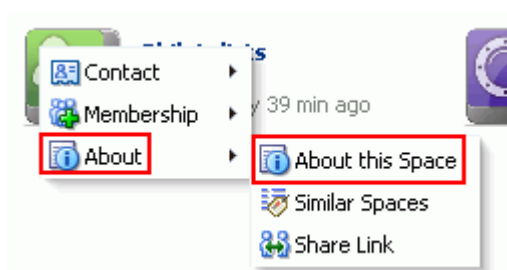 Contact
39 min ago
Membership
About
About this Space
Similar Spaces
Share Link